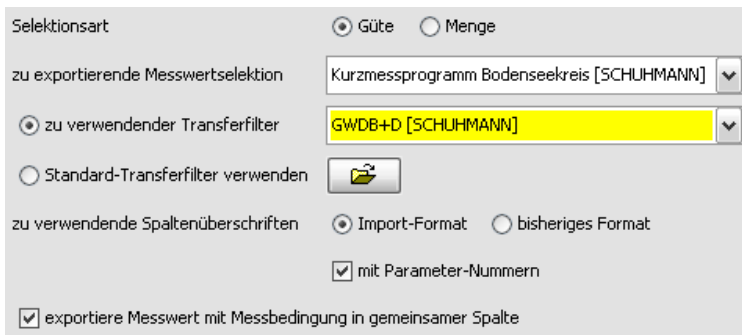 Selektionsart Güte Menge
zu exportierende Messwertselektion Kurzmessprogramm Bodenseekreis [SCHUHMANN]
zu verwendender Transferfilter GWDB+D [SCHUHMANN]
Standard-Transferfilter verwenden
zu verwendende Spaltenüberschriften Import-Format bisheriges Format
mit Parameter-Nummern
exportiere Messwert mit Messbedingung in gemeinsamer Spalte